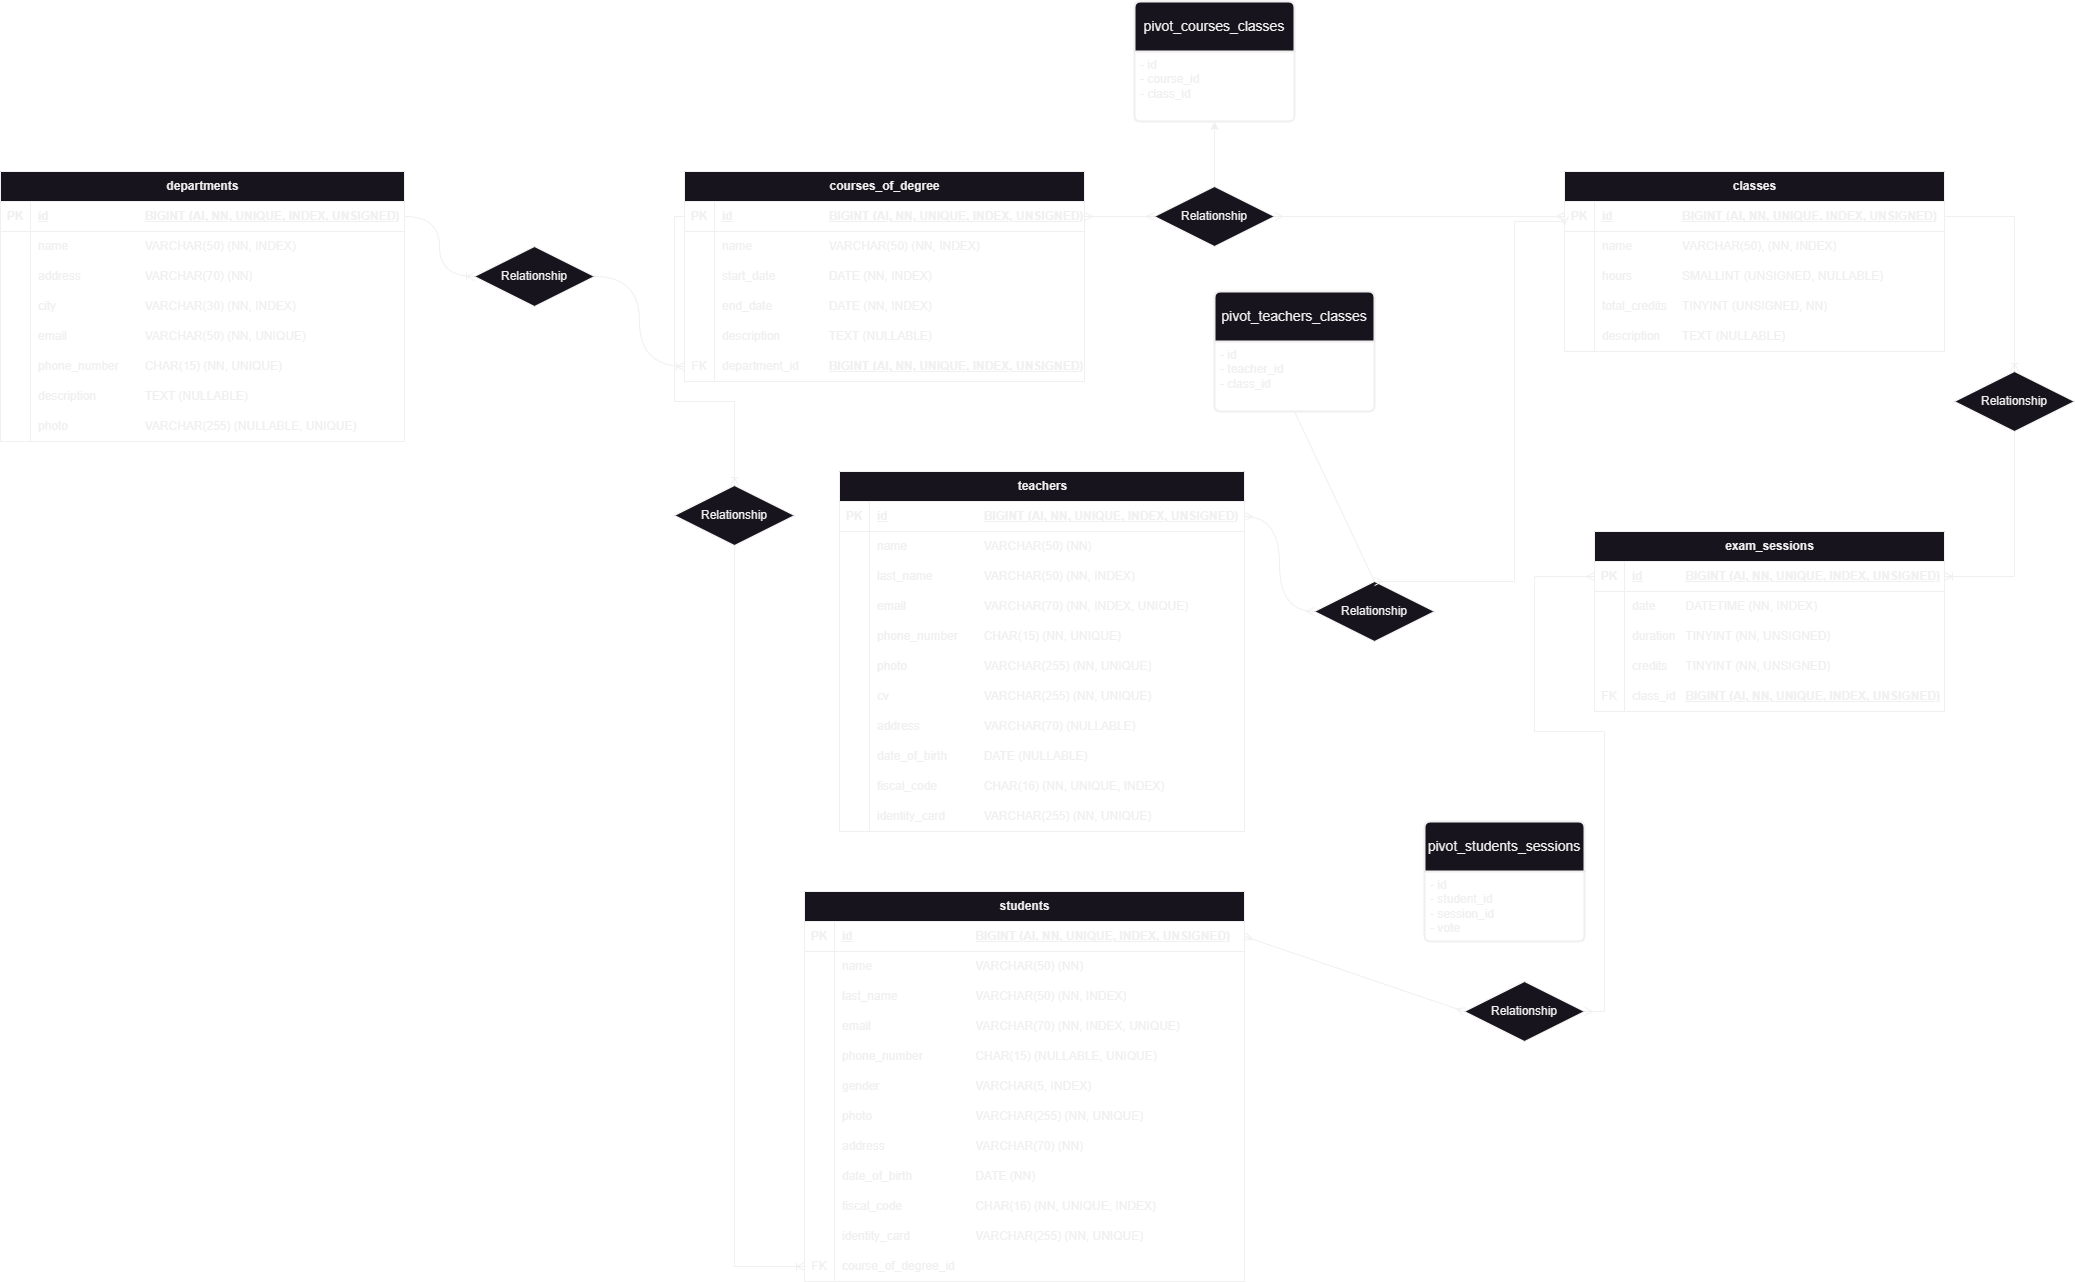 pivot_courses_classes
- id
- course_id
- class_id
departments
PK id BIGINT (AI, NN, UNIQUE, INDEX, UNSIGNED)
name VARCHAR(50) (NN, INDEX)
address VARCHAR(70) (NN)
city VARCHAR(30) (NN, INDEX)
email VARCHAR(50) (NN, UNIQUE)
phone_number CHAR(15) (NN, UNIQUE)
description TEXT (NULLABLE)
photo VARCHAR(255) (NULLABLE, UNIQUE)
Relationship
courses_of_degree
PK id BIGINT (AI, NN, UNIQUE, INDEX, UNSIGNED)
name VARCHAR(50) (NN, INDEX)
start_date DATE (NN, INDEX)
end_date DATE (NN, INDEX)
description TEXT (NULLABLE)
FK department_id BIGINT (AI, NN, UNIQUE, INDEX, UNSIGNED)
Relationship
classes
PK id BIGINT (AI, NN, UNIQUE, INDEX, UNSIGNED)
name VARCHAR(50), (NN, INDEX)
hours SMALLINT (UNSIGNED, NULLABLE)
total_credits TINYINT (UNSIGNED, NN)
description TEXT (NULLABLE)
pivot_teachers_classes
- id
- teacher_id
- class_id
Relationship
Relationship
teachers
PK id BIGINT (AI, NN, UNIQUE, INDEX, UNSIGNED)
name VARCHAR(50) (NN)
last_name VARCHAR(50) (NN, INDEX)
email VARCHAR(70) (NN, INDEX, UNIQUE)
phone_number CHAR(15) (NN, UNIQUE)
photo VARCHAR(255) (NN, UNIQUE)
cv VARCHAR(255) (NN, UNIQUE)
address VARCHAR(70) (NULLABLE)
date_of_birth DATE (NULLABLE)
fiscal_code CHAR(16) (NN, UNIQUE, INDEX)
identity_card VARCHAR(255) (NN, UNIQUE)
Relationship
exam_sessions
PK id BIGINT (AI, NN, UNIQUE, INDEX, UNSIGNED)
date DATETIME (NN, INDEX)
duration TINYINT (NN, UNSIGNED)
credits TINYINT (NN, UNSIGNED)
FK class_id BIGINT (AI, NN, UNIQUE, INDEX, UNSIGNED)
pivot_students_sessions
- id
- student_id
- session_id
- vote
students
PK id BIGINT (AI, NN, UNIQUE, INDEX, UNSIGNED)
name VARCHAR(50) (NN)
last_name VARCHAR(50) (NN, INDEX)
email VARCHAR(70) (NN, INDEX, UNIQUE)
phone_number CHAR(15) (NULLABLE, UNIQUE)
gender VARCHAR(5, INDEX)
photo VARCHAR(255) (NN, UNIQUE)
address VARCHAR(70) (NN)
date_of_birth DATE (NN)
fiscal_code CHAR(16) (NN, UNIQUE, INDEX)
identity_card VARCHAR(255) (NN, UNIQUE)
FK course_of_degree_id
Relationship